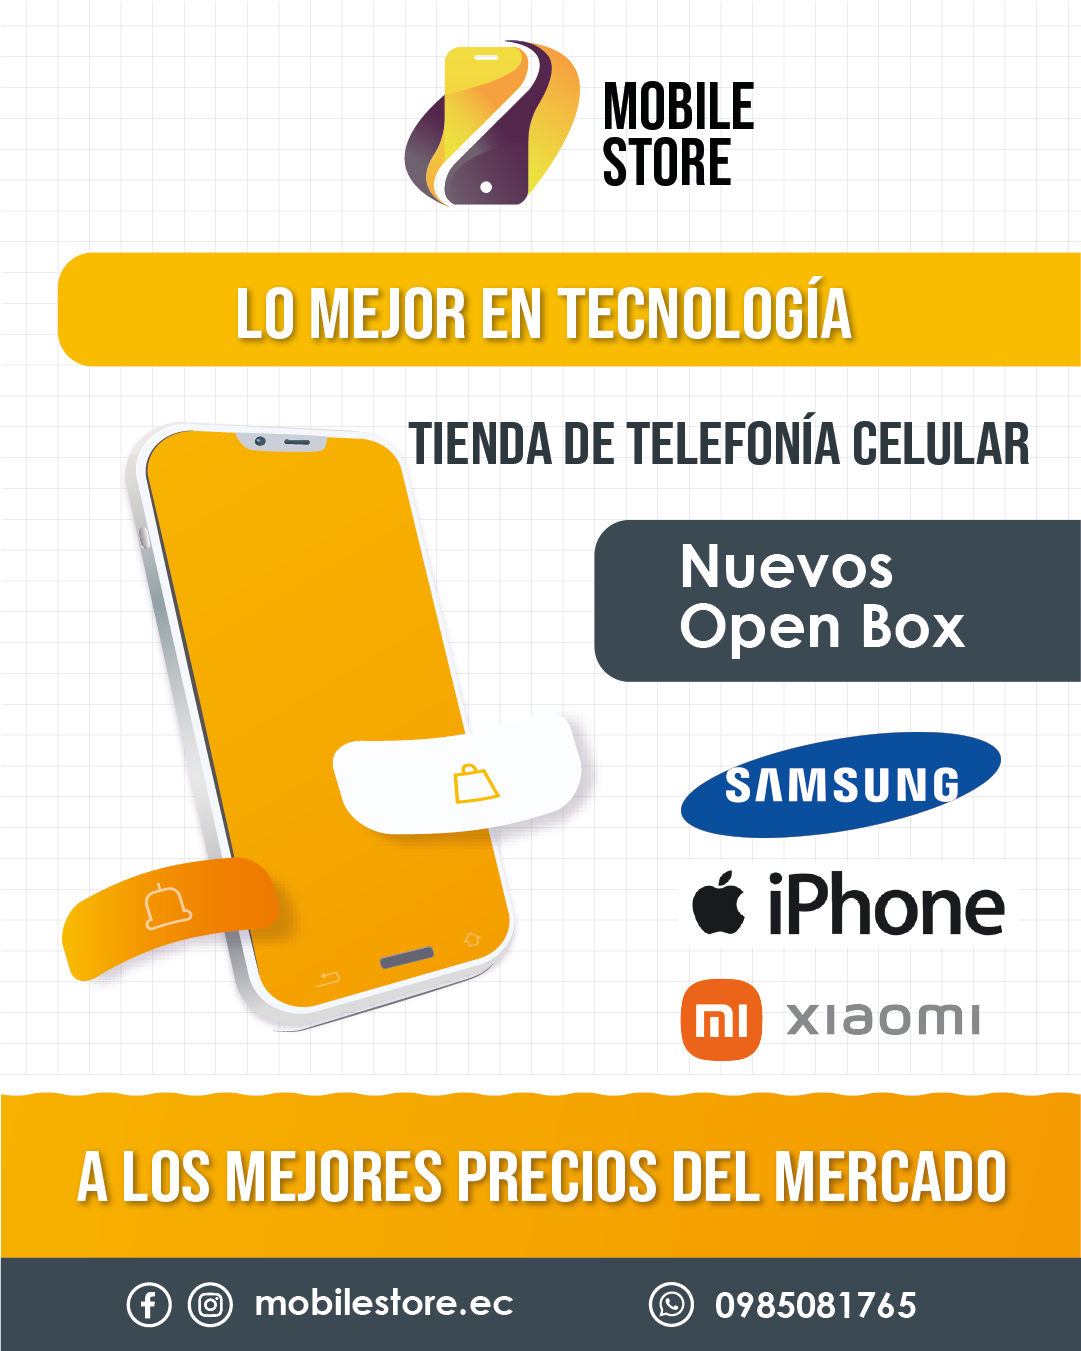 MOBILE
STORE
LO MEJOR EN TECNOLOGÍA
TIENDA DE TELEFONÍA CELULAR
Nuevos
Open Box
SAMSUNG
iPhone
mi xiaomi
A LOS MEJORES PRECIOS DEL MERCADO
mobilestore.ec 0985081765